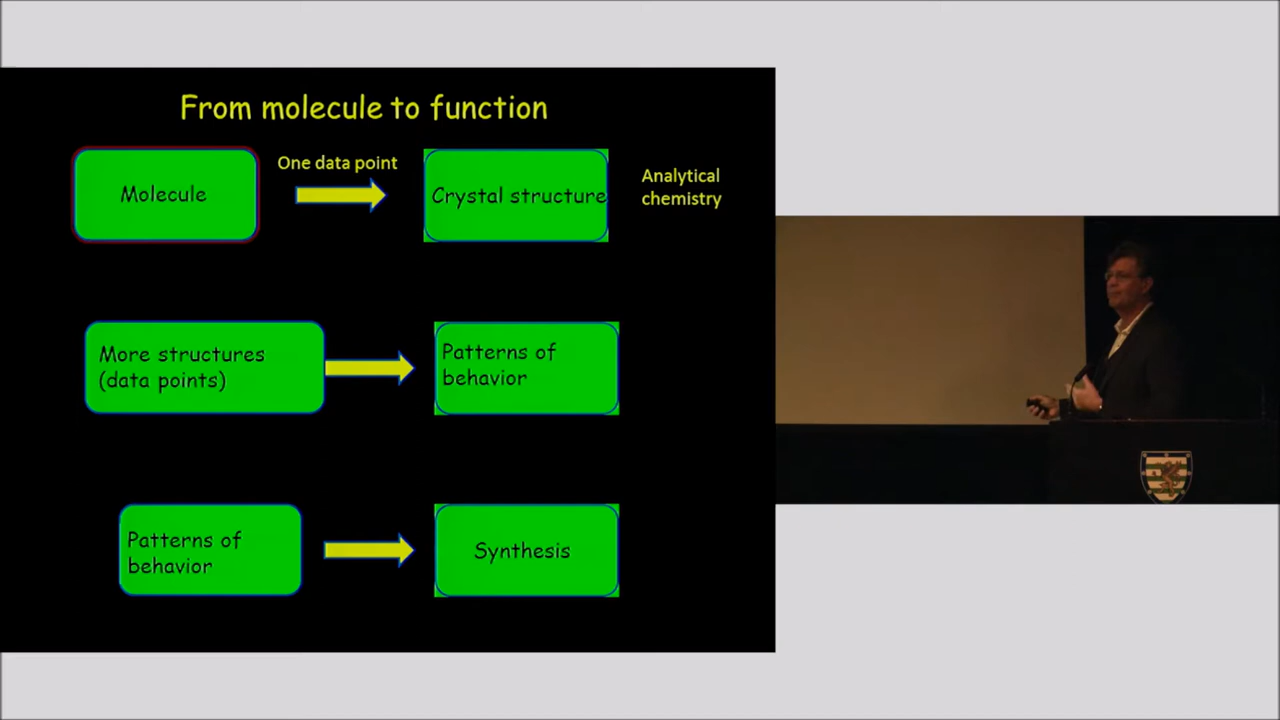 From molecule to function
Molecule
One data point
Crystal structure
Analytical
chemistry
More structures
(data points)
Patterns of
behavior
Patterns of
behavior
Synthesis